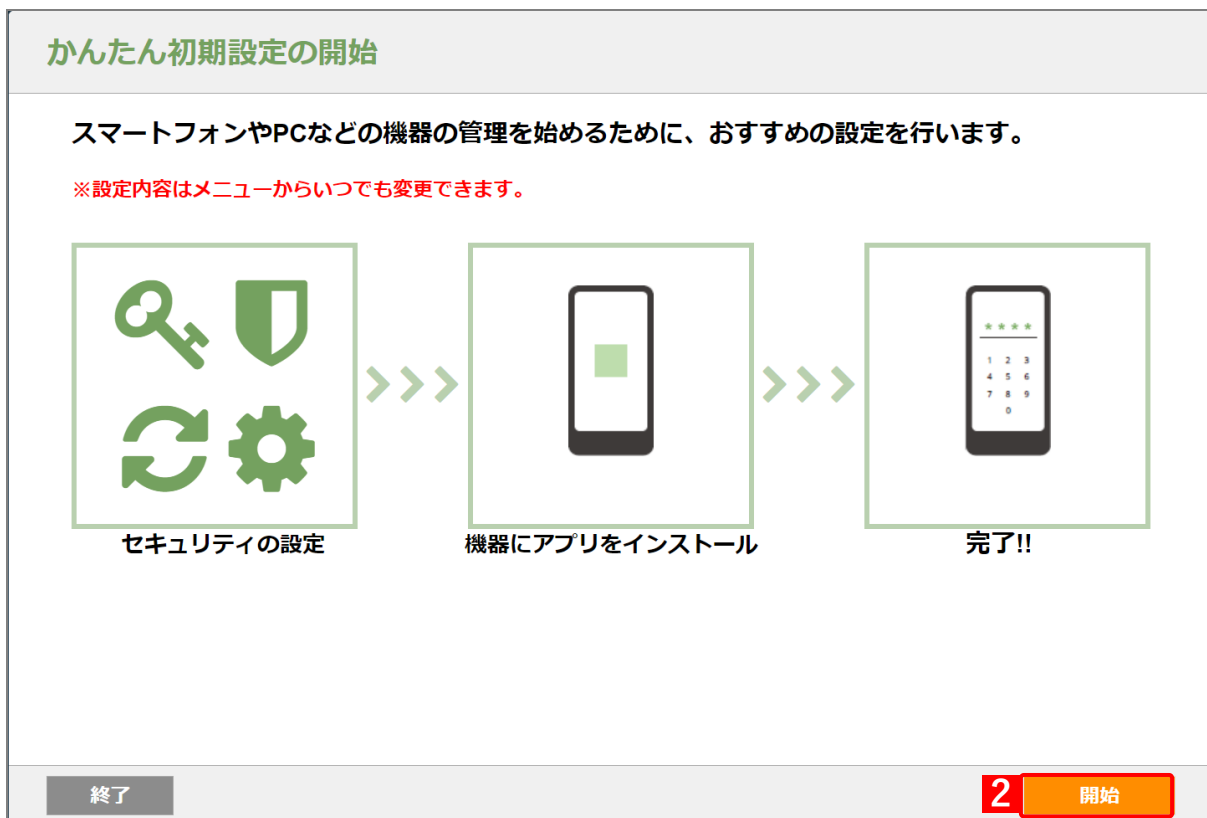 かんたん初期設定の開始
スマートフォンやPCなどの機器の管理を始めるために、おすすめの設定を行います。
※設定内容はメニューからいつでも変更できます。
****
1 2 3
4 5 6
7 8 9
0
セキュリティの設定
機器にアプリをインストール
完了!!
終了
2
開始